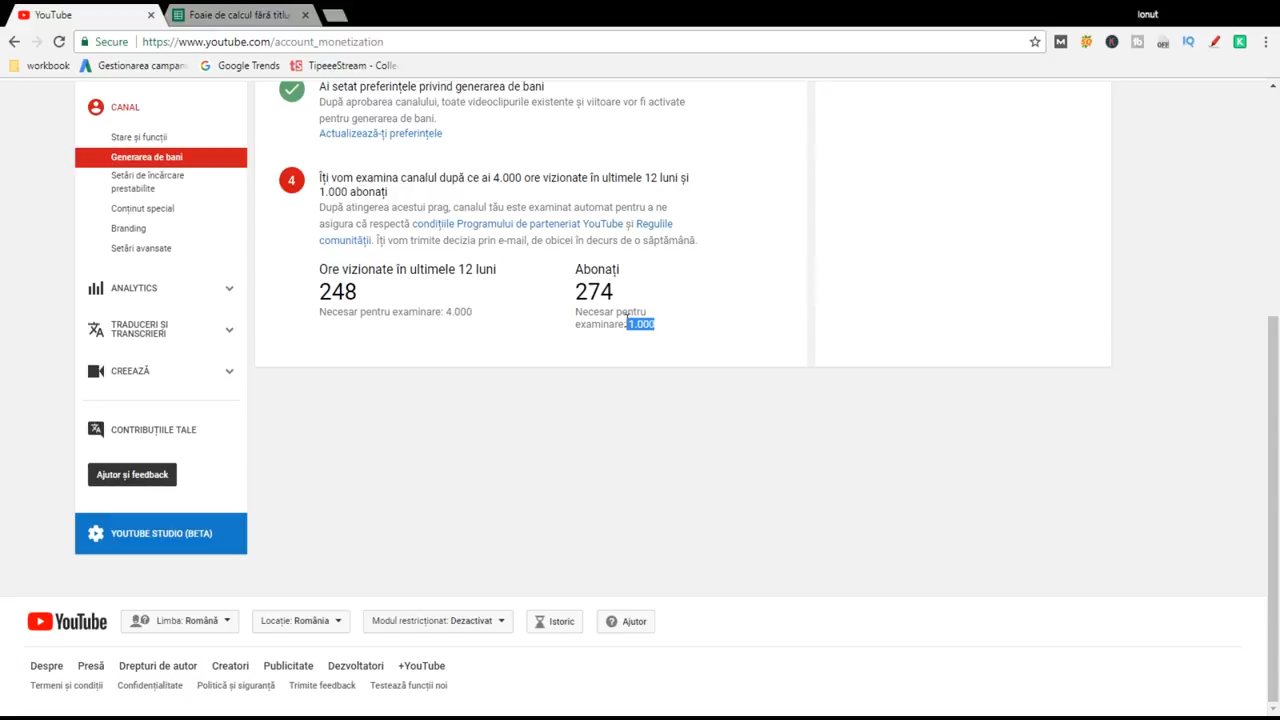 YouTube
Foaie de calcul fără titlu
Ionut
Secure
https://www.youtube.com/account_monetization
workbook
Gestionarea campan
Google Trends
TipeeeStream - Colle
CANAL
Stare și funcții
Generarea de bani
Setări de încărcare
prestabilite
Conținut special
Branding
Setări avansate
ANALYTICS
TRADUCERI ȘI
TRANSCRIERI
CREEAZĂ
CONTRIBUȚIILE TALE
Ajutor și feedback
YOUTUBE STUDIO (BETA)
Ai setat preferințele privind generarea de bani
După aprobarea canalului, toate videoclipurile existente și viitoare vor fi activate
pentru generarea de bani.
Actualizează-ți preferințele
4
Îți vom examina canalul după ce ai 4.000 ore vizionate în ultimele 12 luni și
1.000 abonați
După atingerea acestui prag, canalul tău este examinat automat pentru a ne
asigura că respectă condițiile Programului de parteneriat YouTube și Regulile
comunității. Îți vom trimite decizia prin e-mail, de obicei în decurs de o săptămână.
Ore vizionate în ultimele 12 luni
248
Necesar pentru examinare: 4.000
Abonați
274
Necesar pentru
examinare: 1.000
YouTube
Limba: Română
Locație: România
Modul restricționat: Dezactivat
Istoric
Ajutor
Despre Presă Drepturi de autor Creatori Publicitate Dezvoltatori +YouTube
Termeni și condiții Confidențialitate Politică și siguranță Trimite feedback Testează funcții noi